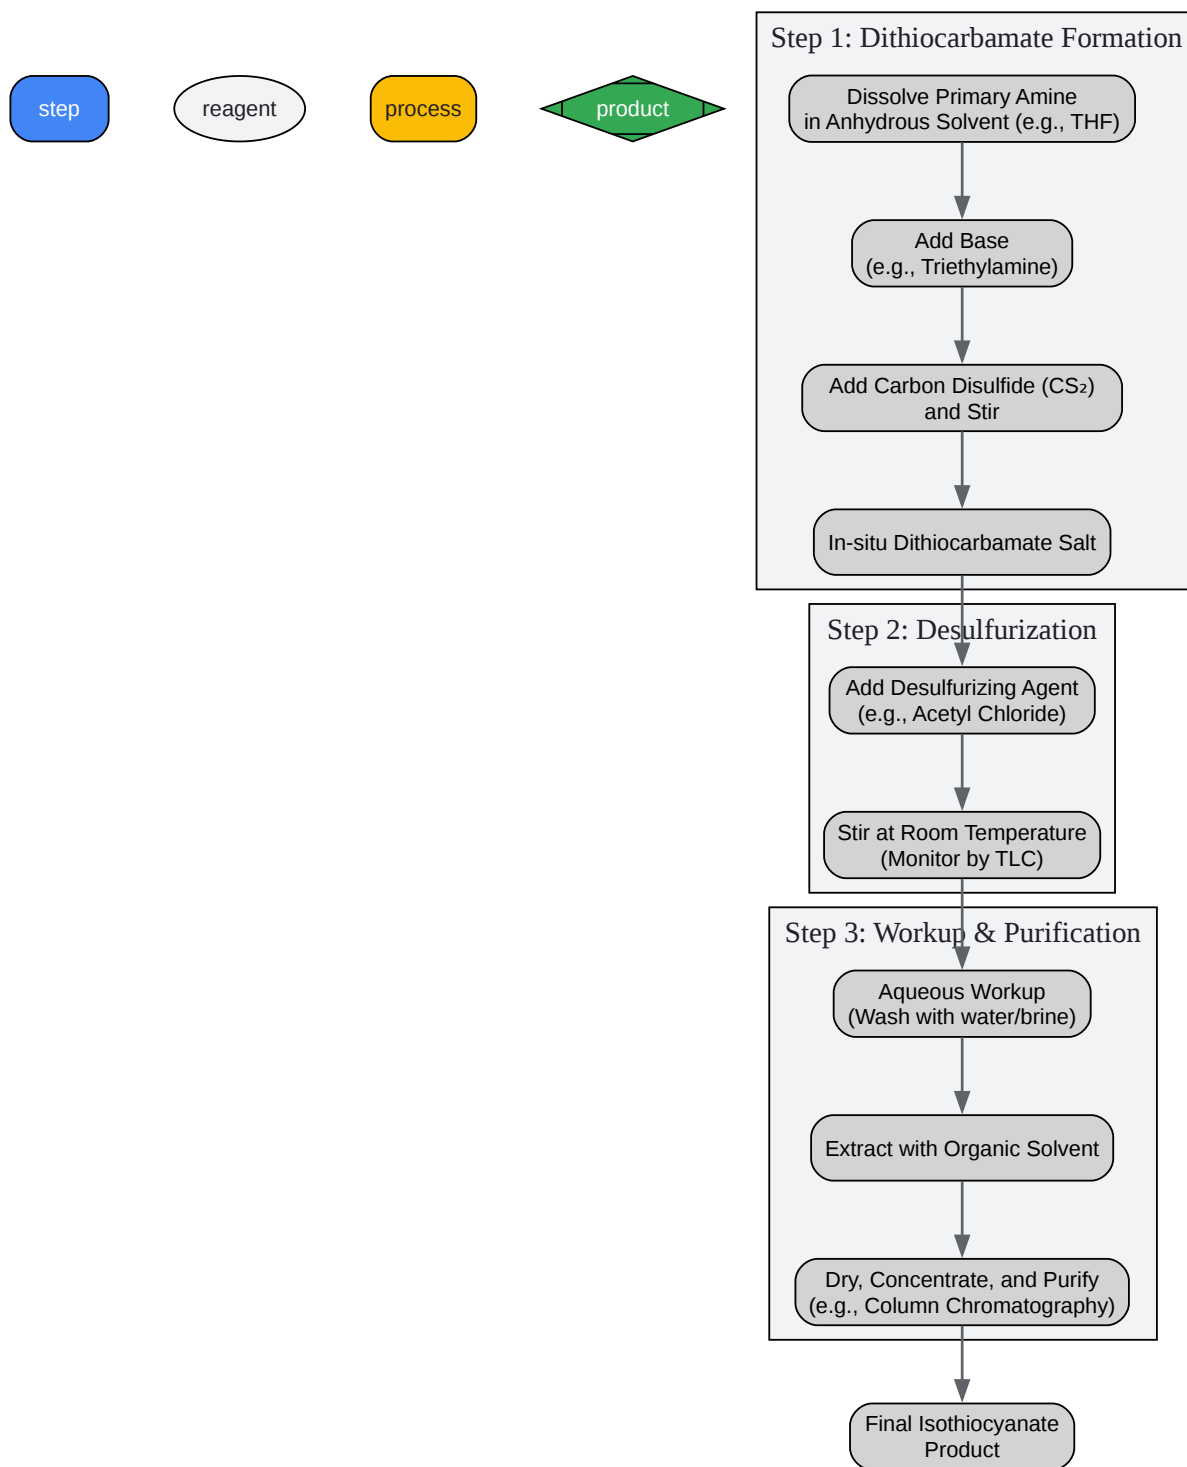 Step 1: Dithiocarbamate Formation
step
reagent
process
product
Dissolve Primary Amine
in Anhydrous Solvent (e.g., THF)
Add Base
(e.g., Triethylamine)
Add Carbon Disulfide (CS₂)
and Stir
In-situ Dithiocarbamate Salt
Step 2: Desulfurization
Add Desulfurizing Agent
(e.g., Acetyl Chloride)
Stir at Room Temperature
(Monitor by TLC)
Step 3: Workup & Purification
Aqueous Workup
(Wash with water/brine)
Extract with Organic Solvent
Dry, Concentrate, and Purify
(e.g., Column Chromatography)
Final Isothiocyanate
Product